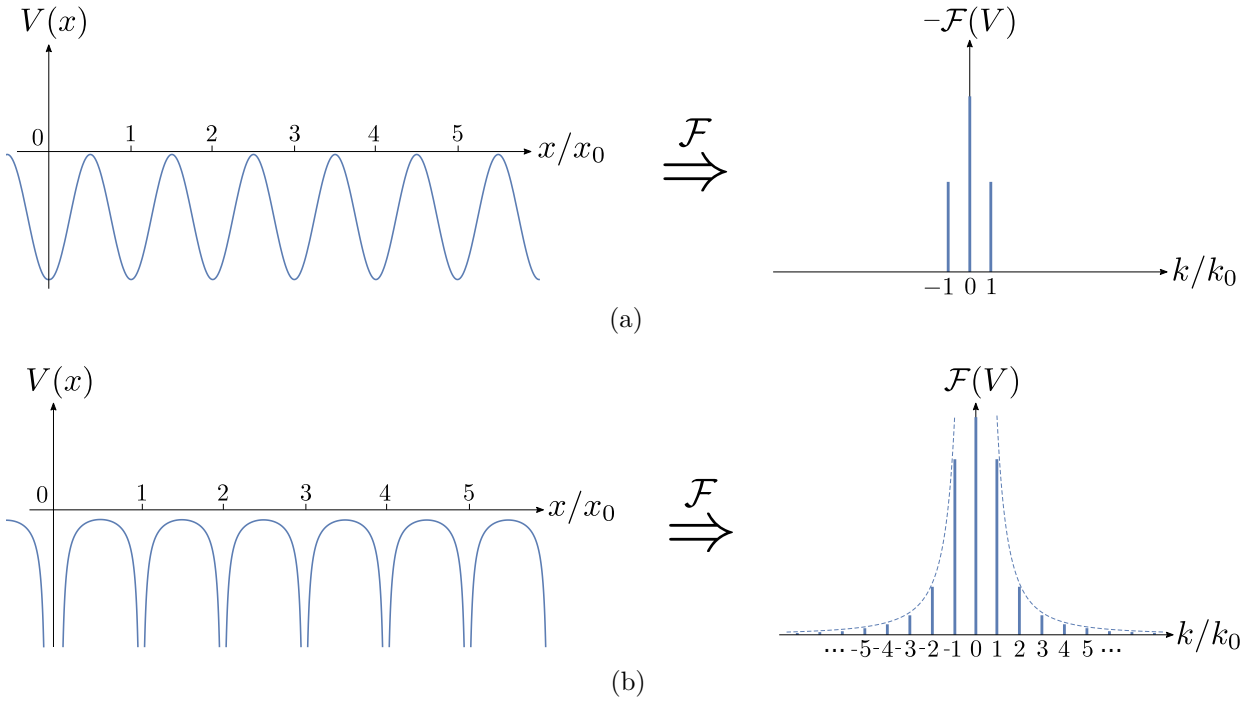 V(x)
0 1 2 3 4 5 x/x₀
ℱ
⇒
–ℱ(V)
−1 0 1 k/k₀
(a)
V(x)
0 1 2 3 4 5 x/x₀
ℱ
⇒
ℱ(V)
... -5 -4 -3 -2 -1 0 1 2 3 4 5 ... k/k₀
(b)